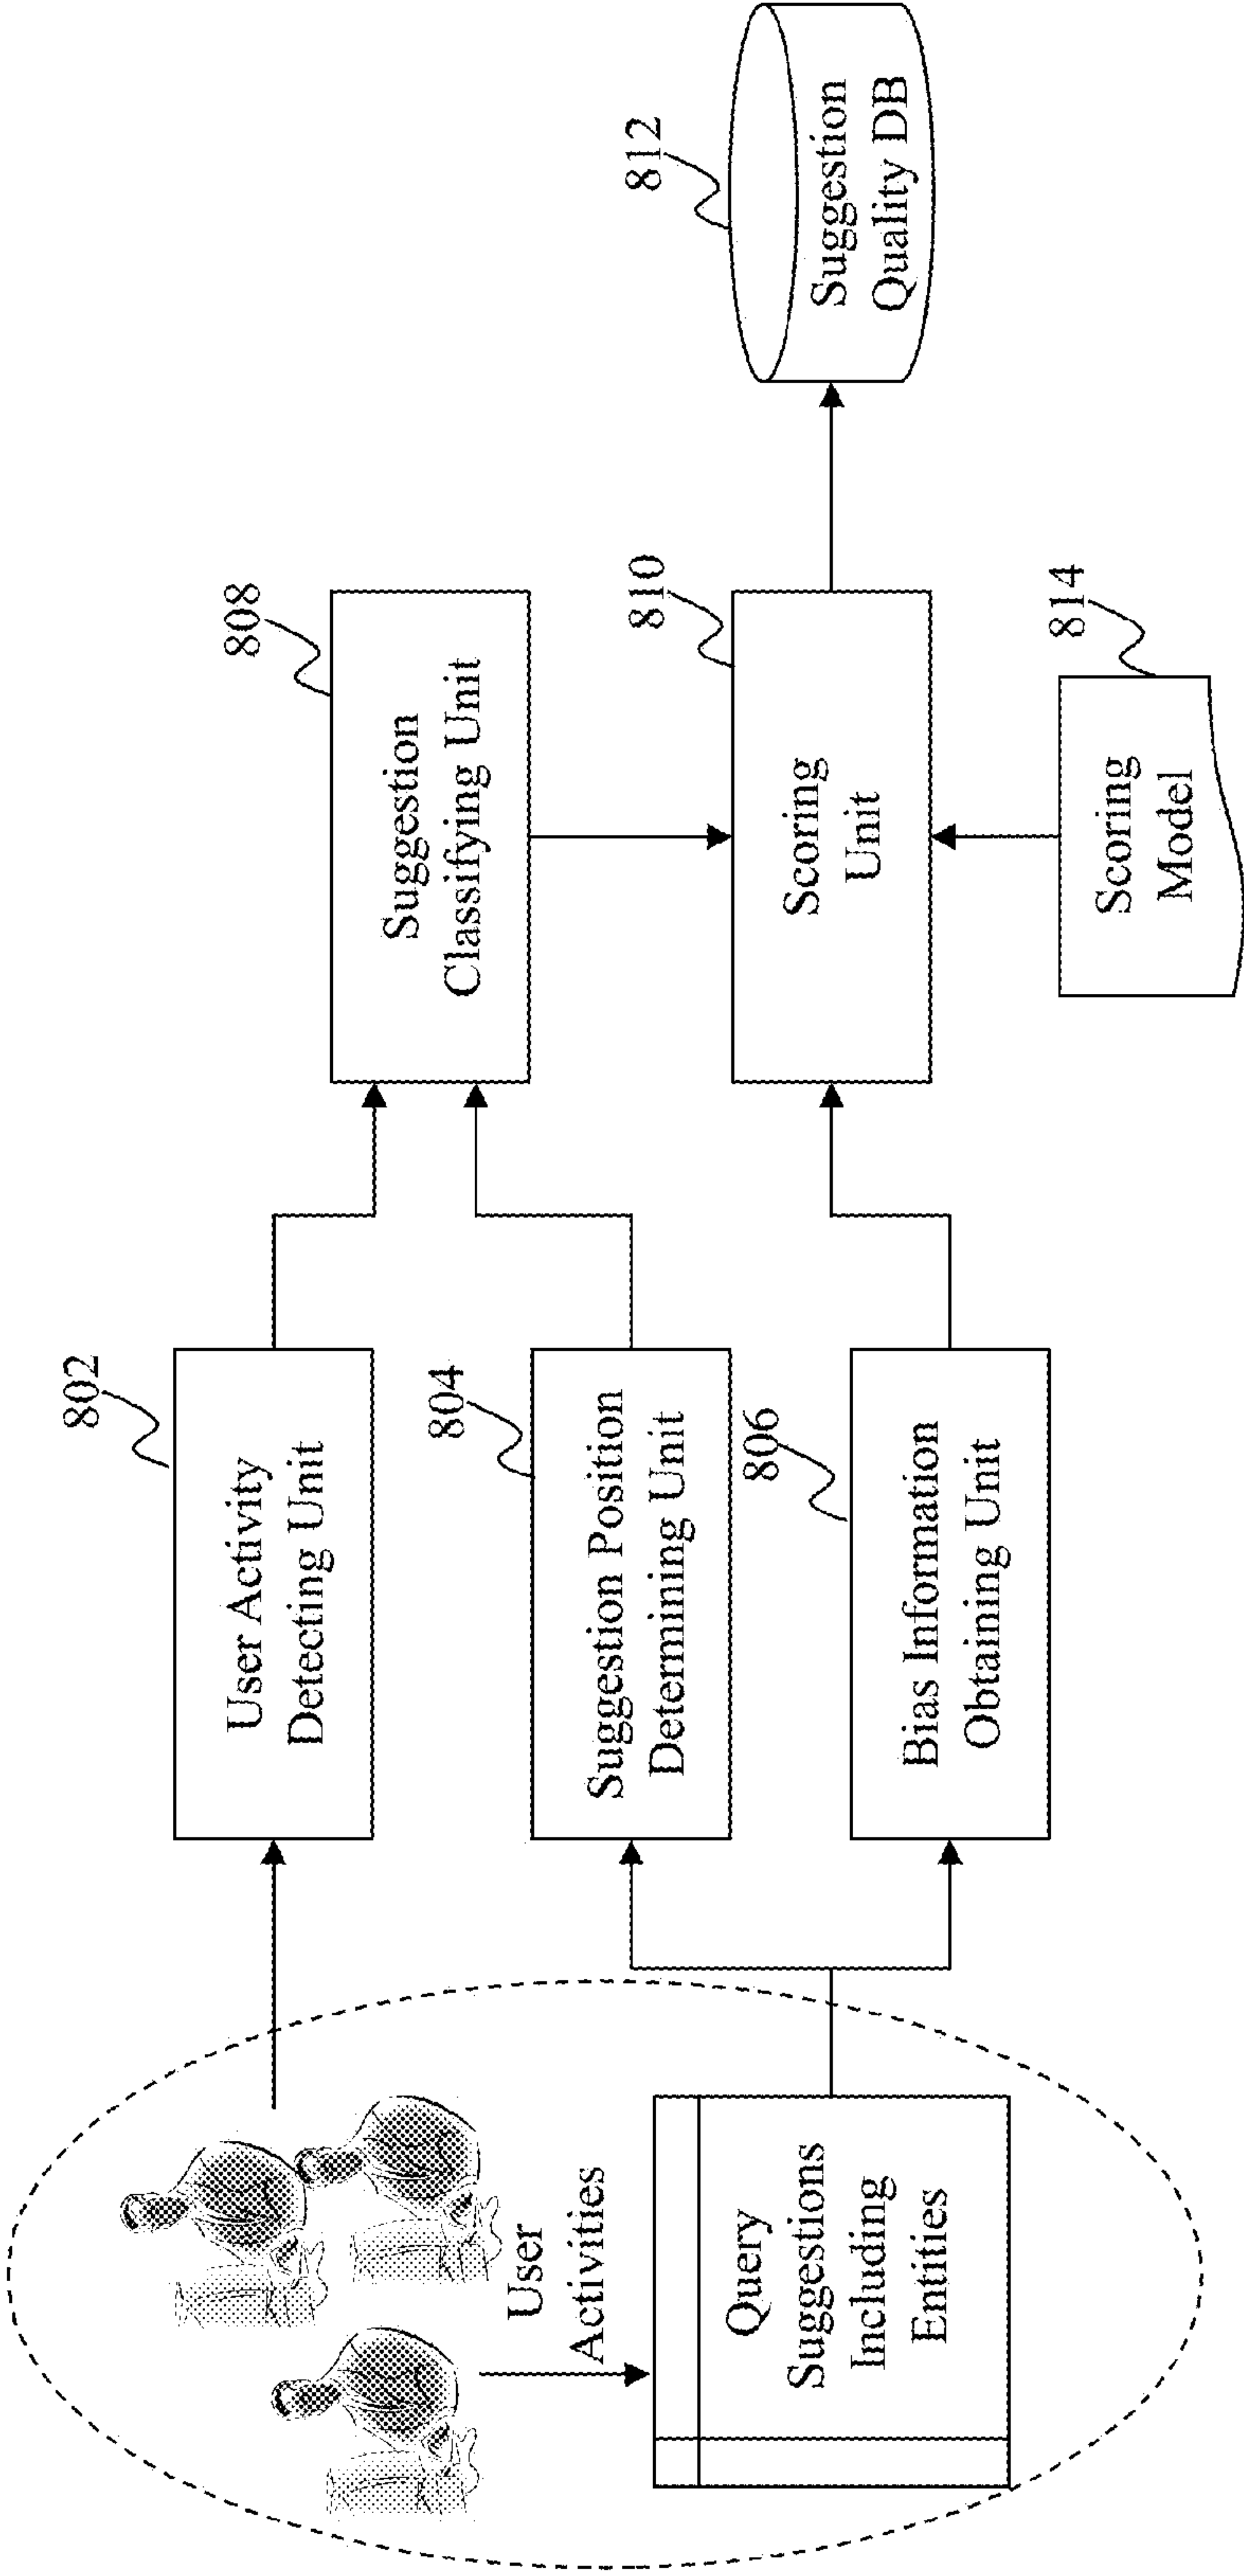 User
Activities
Query
Suggestions
Including
Entities
802
User Activity
Detecting Unit
804
Suggestion Position
Determining Unit
806
Bias Information
Obtaining Unit
808
Suggestion
Classifying Unit
810
Scoring
Unit
814
Scoring
Model
812
Suggestion
Quality DB